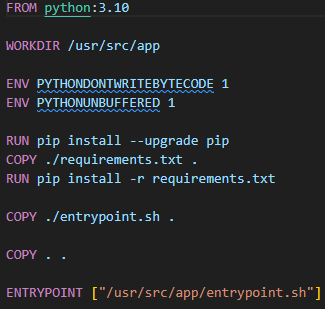 FROM python:3.10
WORKDIR /usr/src/app
ENV PYTHONDONTWRITEBYTECODE 1
ENV PYTHONUNBUFFERED 1
RUN pip install --upgrade pip
COPY ./requirements.txt .
RUN pip install -r requirements.txt
COPY ./entrypoint.sh .
COPY . .
ENTRYPOINT ["/usr/src/app/entrypoint.sh"]